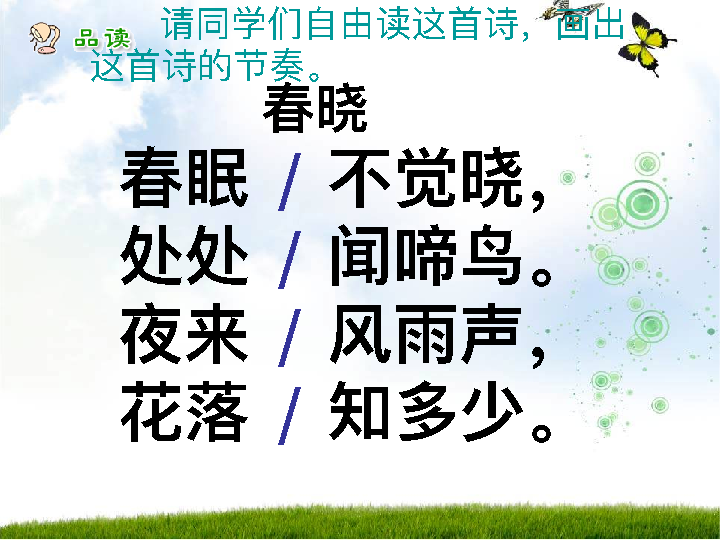 品读
请同学们自由读这首诗，画出
这首诗的节奏。
春晓
春眠 / 不觉晓，
处处 / 闻啼鸟。
夜来 / 风雨声，
花落 / 知多少。